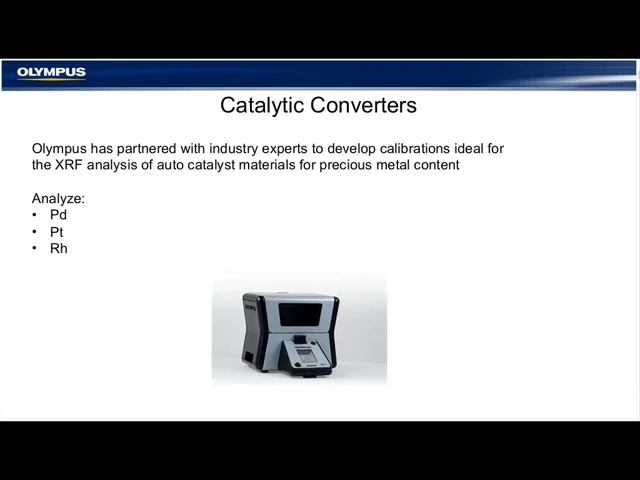 OLYMPUS
Catalytic Converters
Olympus has partnered with industry experts to develop calibrations ideal for
the XRF analysis of auto catalyst materials for precious metal content
Analyze:
• Pd
• Pt
• Rh
OLYMPUS